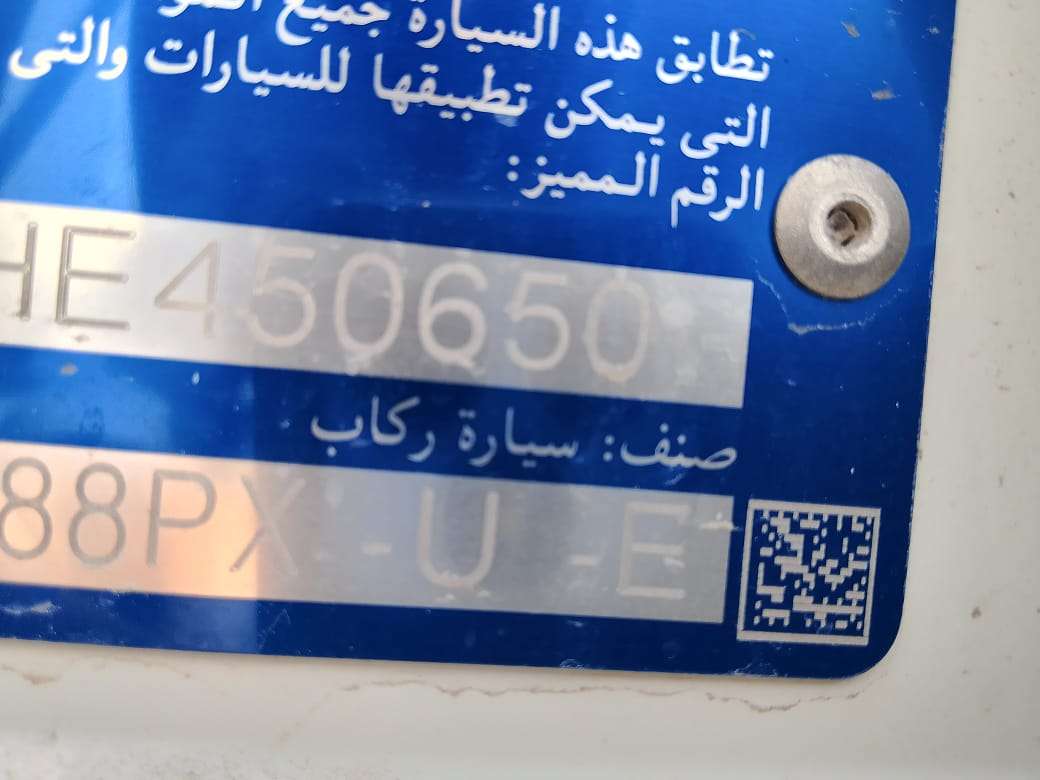 تطابق هذه السيارة جميع
التى يمكن تطبيقها للسيارات والتى
الرقم المميز:
HE450650
صنف: سيارة ركاب
88PX-U-E